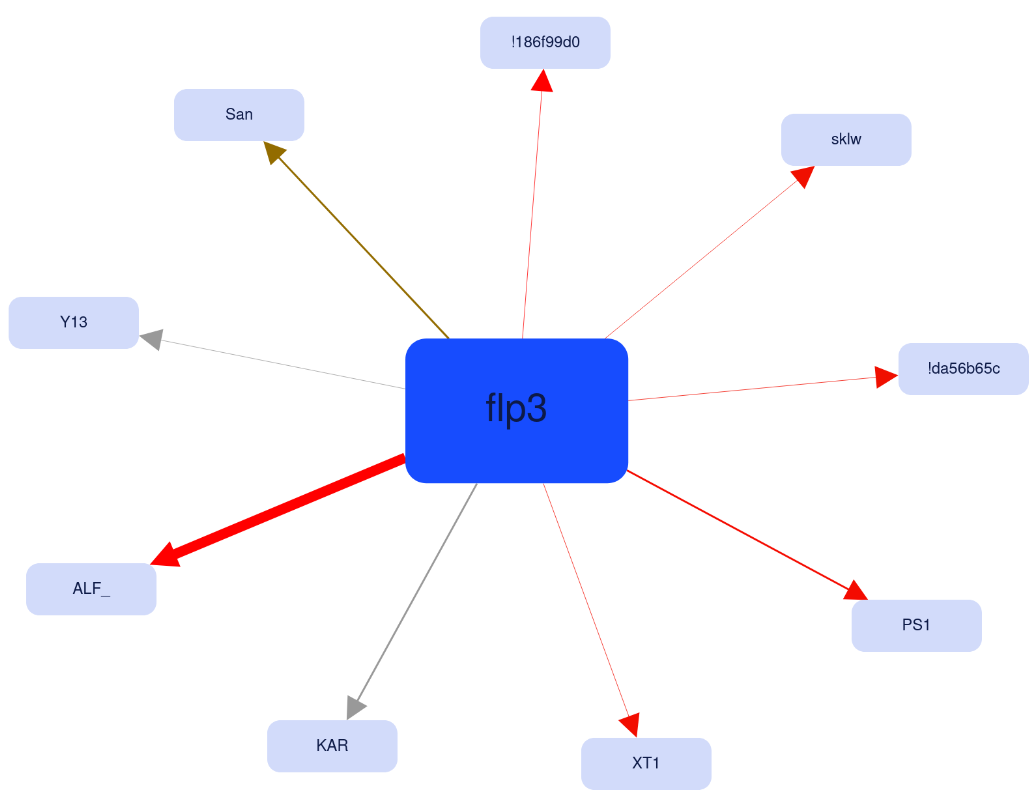 !186f99d0
San
sklw
Y13
!da56b65c
flp3
ALF_
PS1
KAR
XT1